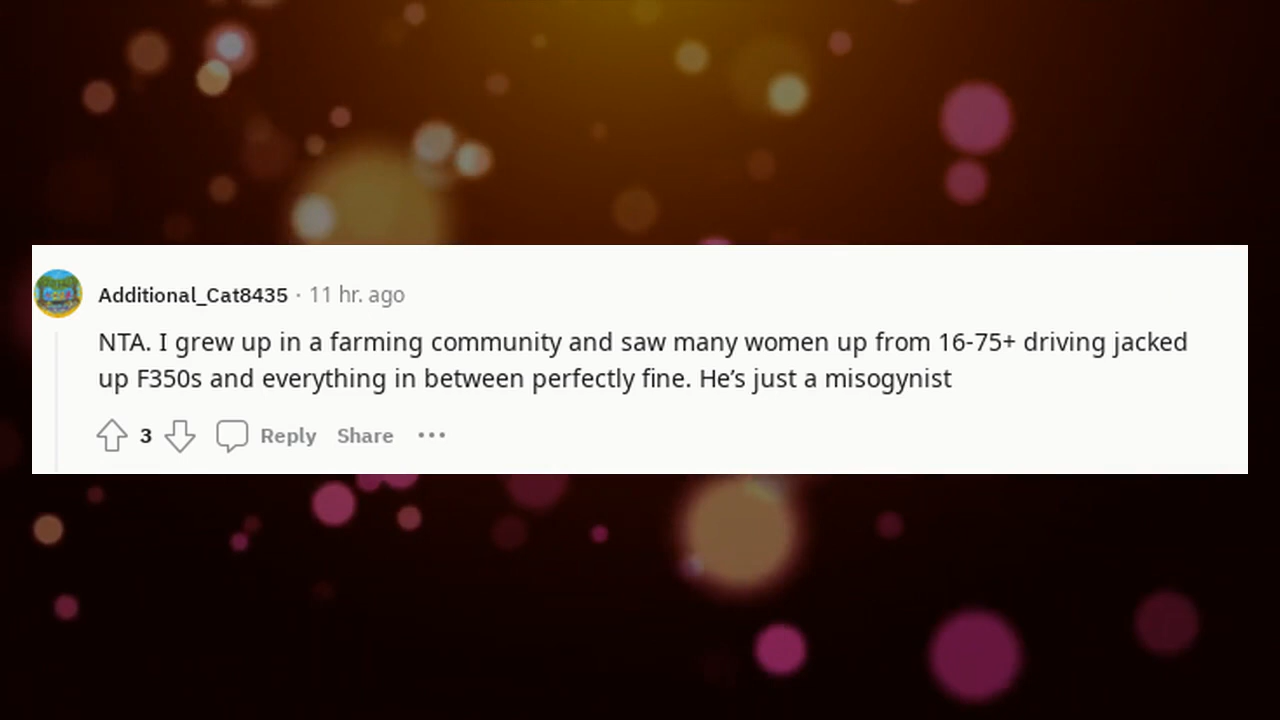 Additional_Cat8435 · 11 hr. ago
NTA. I grew up in a farming community and saw many women up from 16-75+ driving jacked
up F350s and everything in between perfectly fine. He’s just a misogynist
3 Reply Share ···